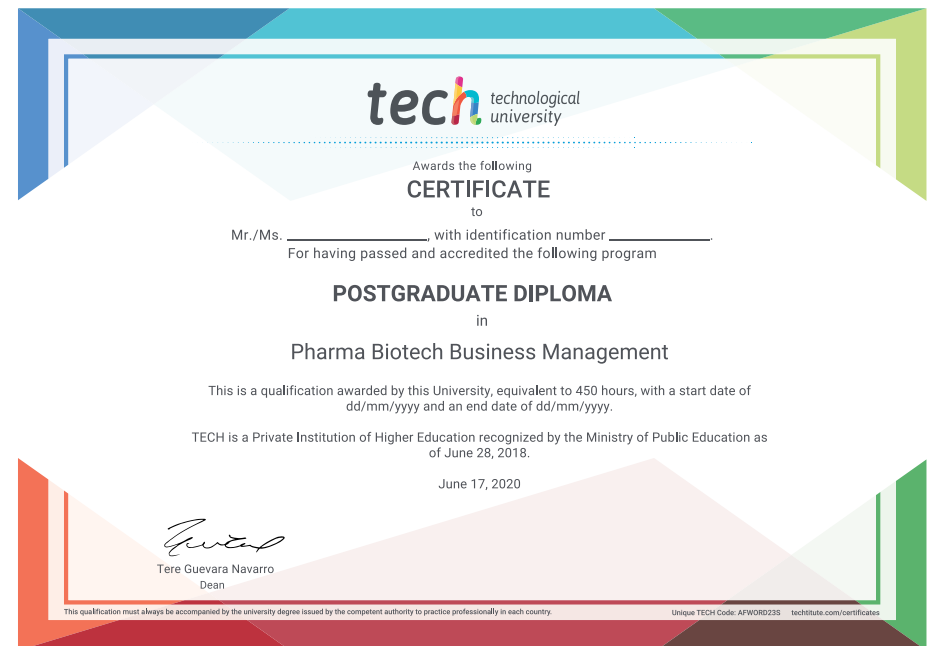 tech technological
university
Awards the following
CERTIFICATE
to
Mr./Ms. ____________, with identification number ____________.
For having passed and accredited the following program
POSTGRADUATE DIPLOMA
in
Pharma Biotech Business Management
This is a qualification awarded by this University, equivalent to 450 hours, with a start date of
dd/mm/yyyy and an end date of dd/mm/yyyy.
TECH is a Private Institution of Higher Education recognized by the Ministry of Public Education as
of June 28, 2018.
June 17, 2020
Tere Guevara Navarro
Dean
This qualification must always be accompanied by the university degree issued by the competent authority to practice professionally in each country.
Unique TECH Code: AFWORD23S techtitute.com/certificates